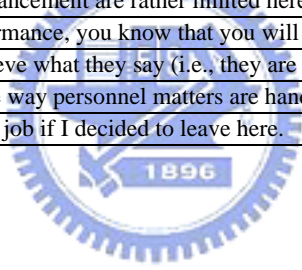 ancement are rather limited here
rmance, you know that you will
eve what they say (i.e., they are
e way personnel matters are hand
job if I decided to leave here.
1896